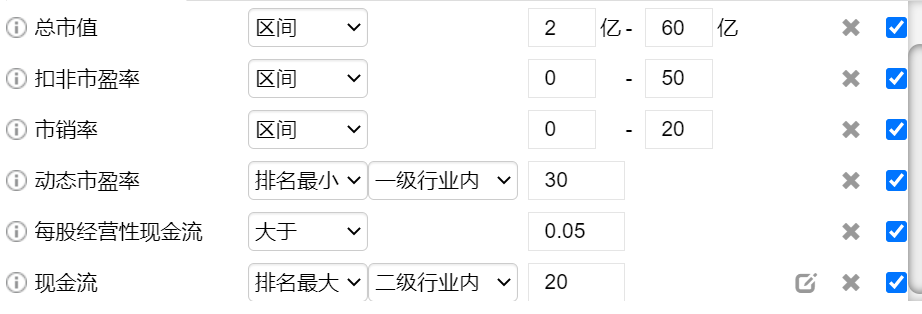 总市值 区间 2 亿 - 60 亿
扣非市盈率 区间 0 - 50
市销率 区间 0 - 20
动态市盈率 排名最小 一级行业内 30
每股经营性现金流 大于 0.05
现金流 排名最大 二级行业内 20